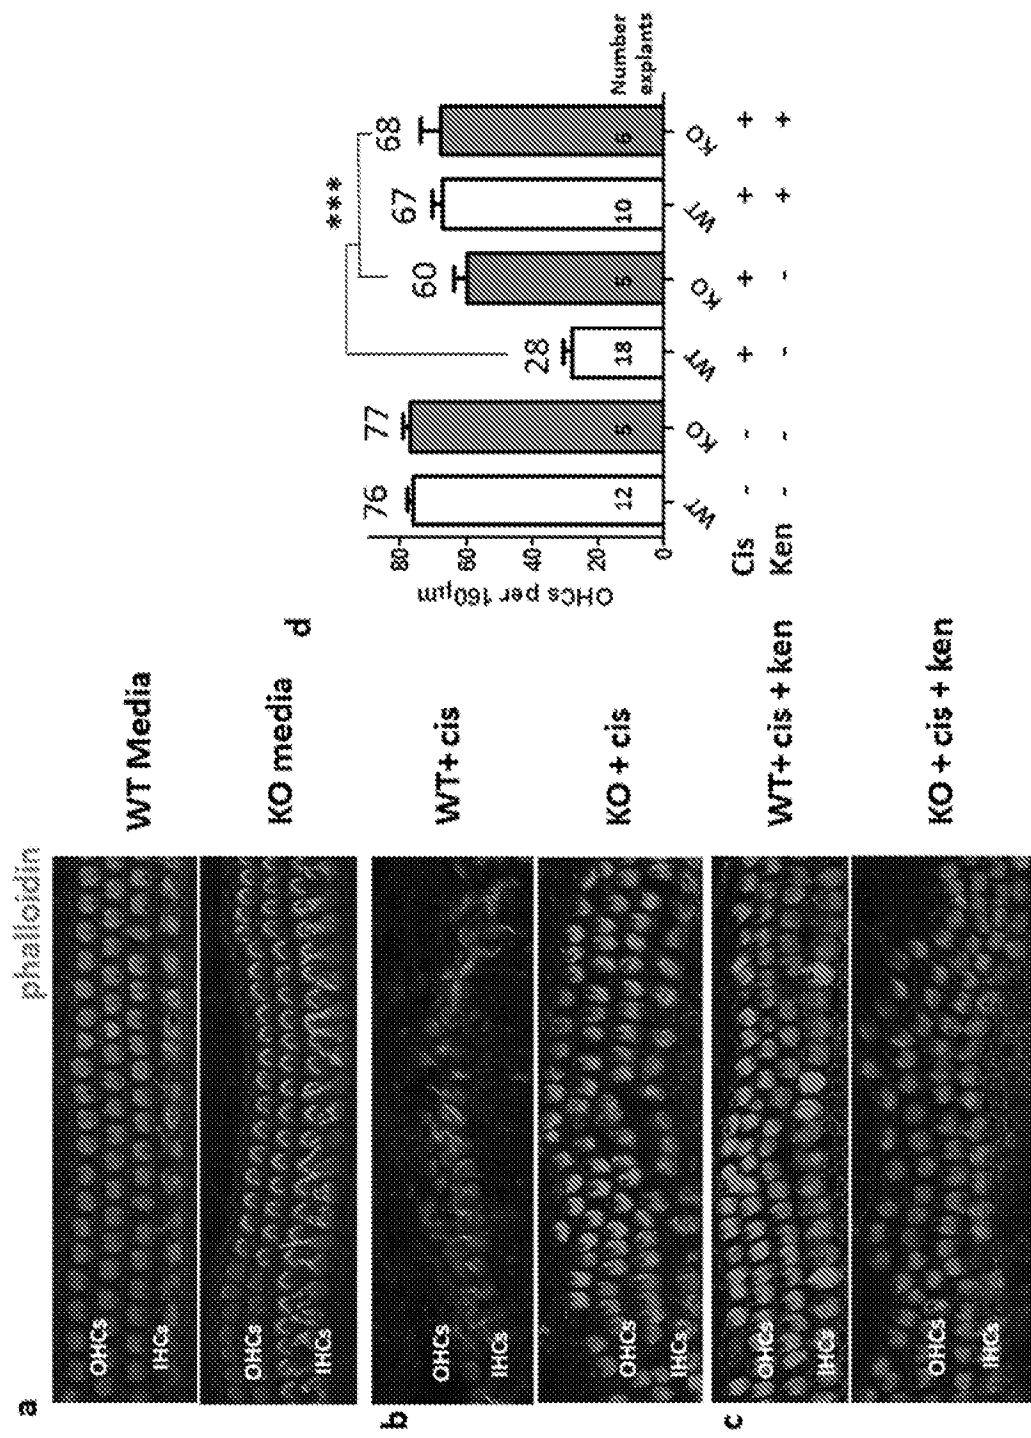 phalloidin
a
OHCs
IHCs
WT Media
OHCs
IHCs
KO media
b
OHCs
IHCs
WT+ cis
OHCs
IHCs
KO + cis
c
OHCs
IHCs
WT+ cis + ken
OHCs
IHCs
KO + cis + ken
d
OHCs per 160µm
80
60
40
20
0
***
76
77
28
60
67
68
12
5
18
5
10
6
Number
explants
WT
KO
WT
KO
WT
KO
Cis - - + + + +
Ken - - - - + +